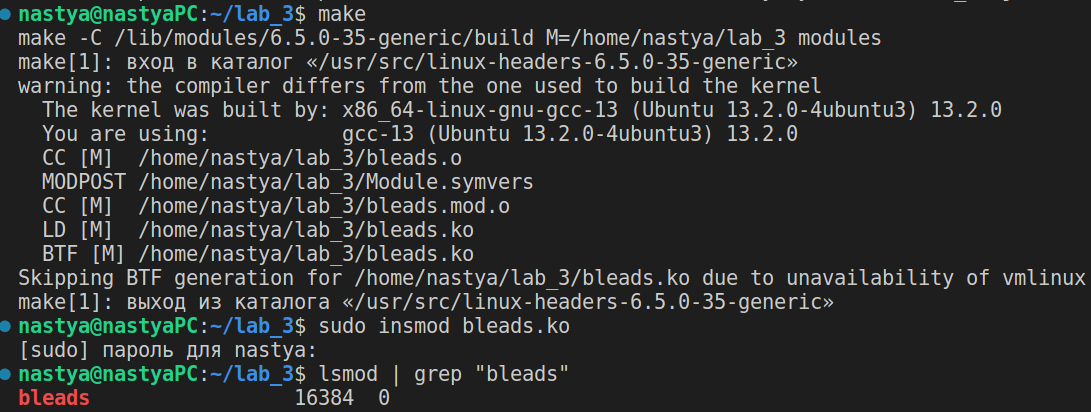 nastya@nastyaPC:~/lab_3$ make
make -C /lib/modules/6.5.0-35-generic/build M=/home/nastya/lab_3 modules
make[1]: вход в каталог «/usr/src/linux-headers-6.5.0-35-generic»
warning: the compiler differs from the one used to build the kernel
  The kernel was built by: x86_64-linux-gnu-gcc-13 (Ubuntu 13.2.0-4ubuntu3) 13.2.0
  You are using:           gcc-13 (Ubuntu 13.2.0-4ubuntu3) 13.2.0
  CC [M]  /home/nastya/lab_3/bleads.o
  MODPOST /home/nastya/lab_3/Module.symvers
  CC [M]  /home/nastya/lab_3/bleads.mod.o
  LD [M]  /home/nastya/lab_3/bleads.ko
  BTF [M] /home/nastya/lab_3/bleads.ko
Skipping BTF generation for /home/nastya/lab_3/bleads.ko due to unavailability of vmlinux
make[1]: выход из каталога «/usr/src/linux-headers-6.5.0-35-generic»
nastya@nastyaPC:~/lab_3$ sudo insmod bleads.ko
[sudo] пароль для nastya:
nastya@nastyaPC:~/lab_3$ lsmod | grep "bleads"
bleads                 16384  0